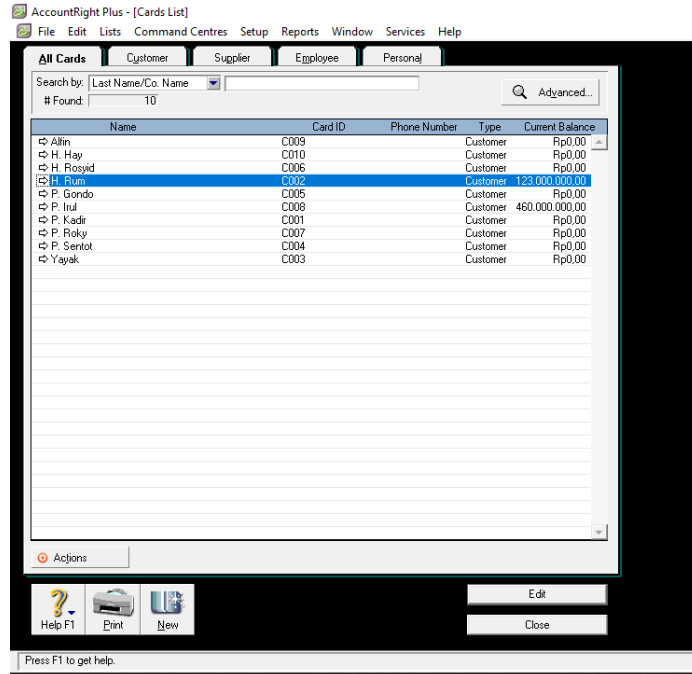 AccountRight Plus - [Cards List]
File Edit Lists Command Centres Setup Reports Window Services Help
All Cards Customer Supplier Employee Personal
Search by: Last Name/Co. Name
# Found: 10
Advanced...
Name Card ID Phone Number Type Current Balance
Alfin C009 Customer Rp0,00
H. Hay C010 Customer Rp0,00
H. Rosyid C006 Customer Rp0,00
H. Rum C002 Customer 123.000.000,00
P. Gondo C005 Customer Rp0,00
P. Irul C008 Customer 460.000.000,00
P. Kadir C001 Customer Rp0,00
P. Roky C007 Customer Rp0,00
P. Sentot C004 Customer Rp0,00
Yayak C003 Customer Rp0,00
Actions
Help F1 Print New
Edit
Close
Press F1 to get help.